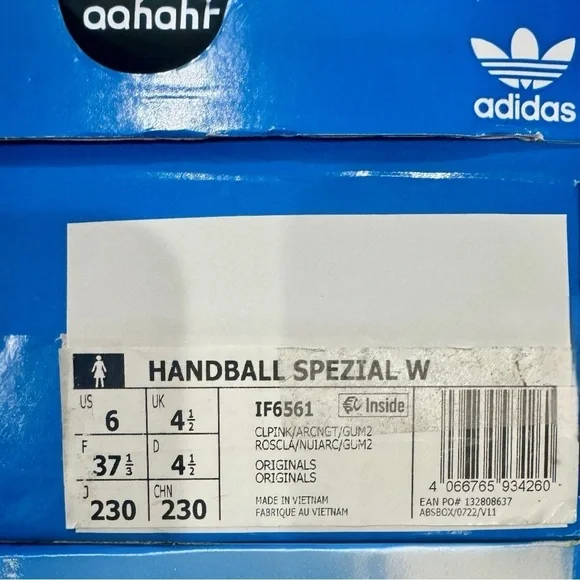 aahahr
adidas
HANDBALL SPEZIAL W
US 6 UK 4½
F 37⅓ D 4½
J 230 CHN 230
IF6561 Inside
CLPINK/ARCNGT/GUM2
ROSCLA/NUIARC/GUM2
ORIGINALS
ORIGINALS
MADE IN VIETNAM
FABRIQUÉ AU VIETNAM
4 066765 934260
EAN PO# 132808637
ABSBOX/0722/V11